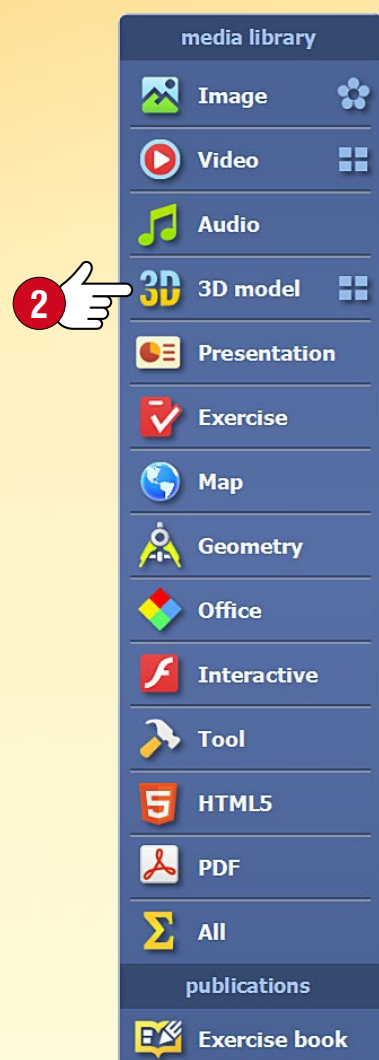 media library
Image
Video
Audio
2
3D
3D model
Presentation
Exercise
Map
Geometry
Office
Interactive
Tool
5
HTML5
PDF
Σ
All
publications
Exercise book